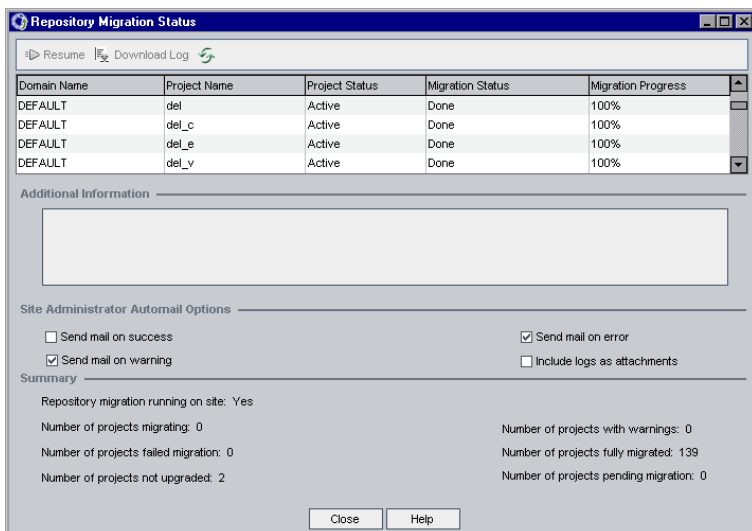 Repository Migration Status
Resume Download Log
Domain Name Project Name Project Status Migration Status Migration Progress
DEFAULT del Active Done 100%
DEFAULT del_c Active Done 100%
DEFAULT del_e Active Done 100%
DEFAULT del_v Active Done 100%
Additional Information
Site Administrator Automail Options
Send mail on success Send mail on error
Send mail on warning Include logs as attachments
Summary
Repository migration running on site: Yes
Number of projects migrating: 0 Number of projects with warnings: 0
Number of projects failed migration: 0 Number of projects fully migrated: 139
Number of projects not upgraded: 2 Number of projects pending migration: 0
Close Help